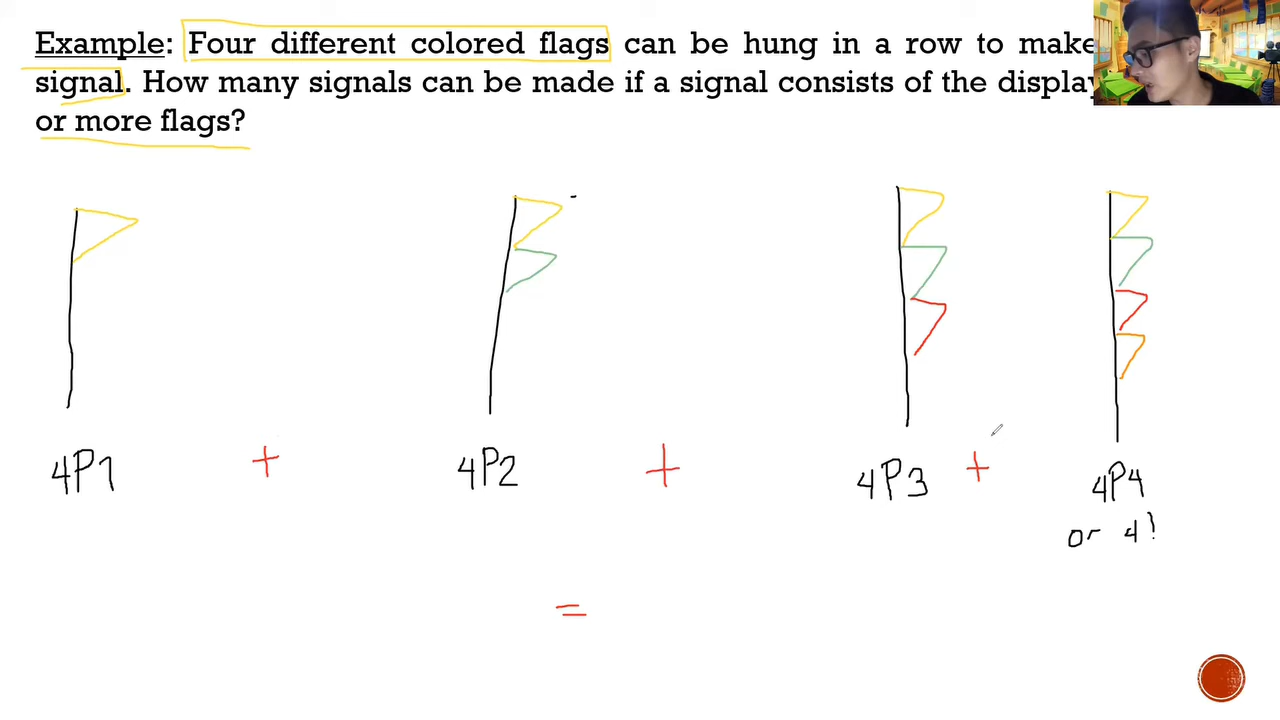 Example: Four different colored flags can be hung in a row to make
signal. How many signals can be made if a signal consists of the display
or more flags?
4P1 + 4P2 + 4P3 + 4P4
or 4!
=